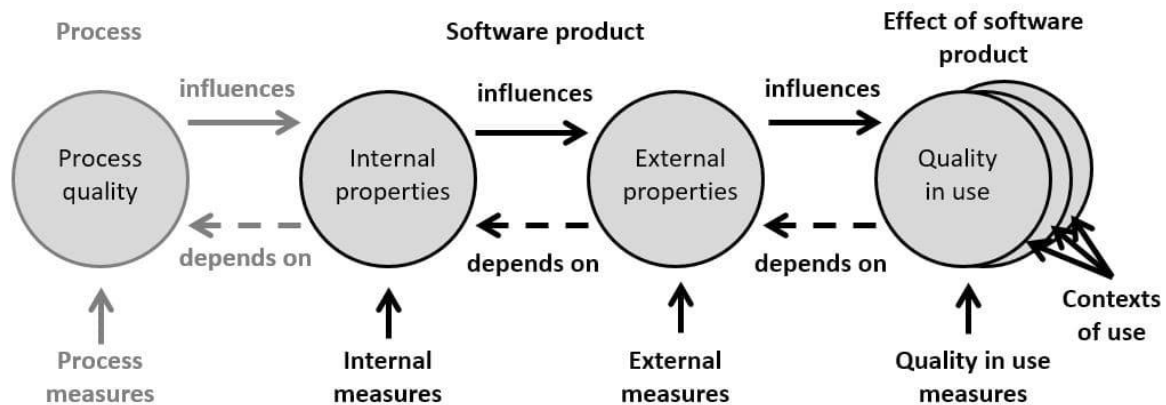 Process
Software product
Effect of software
product
influences
influences
influences
Process
quality
Internal
properties
External
properties
Quality
in use
depends on
depends on
depends on
Contexts
of use
Process
measures
Internal
measures
External
measures
Quality in use
measures